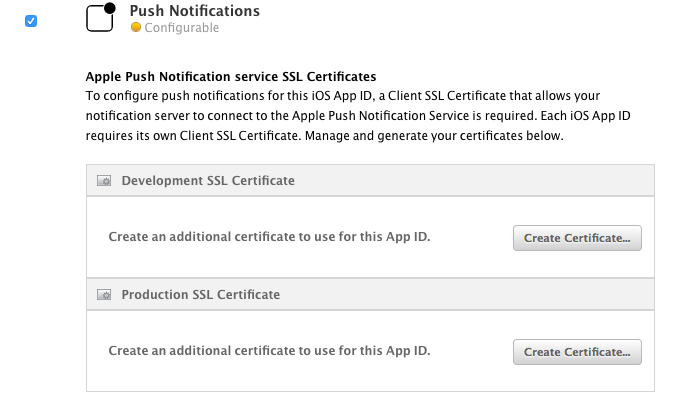 Push Notifications
Configurable
Apple Push Notification service SSL Certificates
To configure push notifications for this iOS App ID, a Client SSL Certificate that allows your
notification server to connect to the Apple Push Notification Service is required. Each iOS App ID
requires its own Client SSL Certificate. Manage and generate your certificates below.
Development SSL Certificate
Create an additional certificate to use for this App ID.
Create Certificate...
Production SSL Certificate
Create an additional certificate to use for this App ID.
Create Certificate...